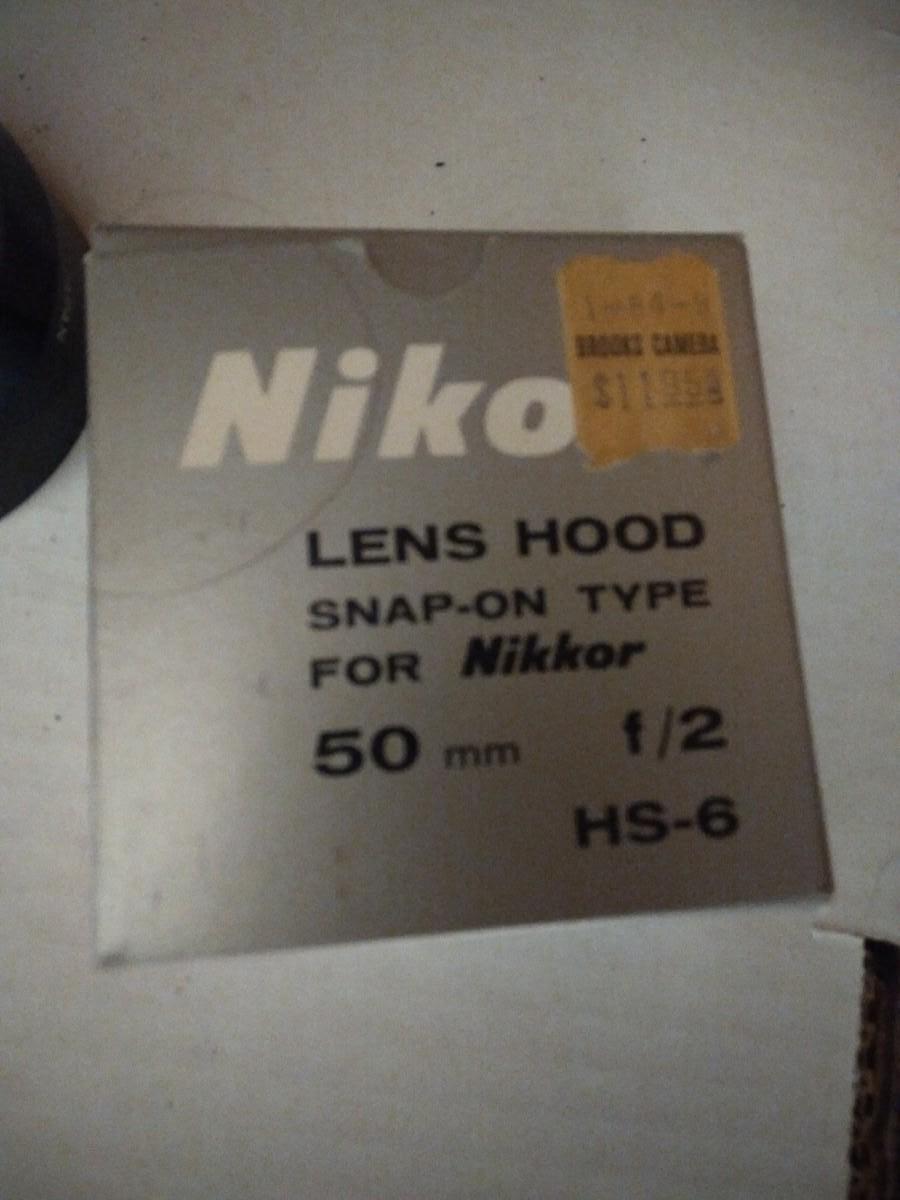 Niko
BROOKS CAMERA
LENS HOOD
SNAP-ON TYPE
FOR Nikkor
50 mm f/2
HS-6